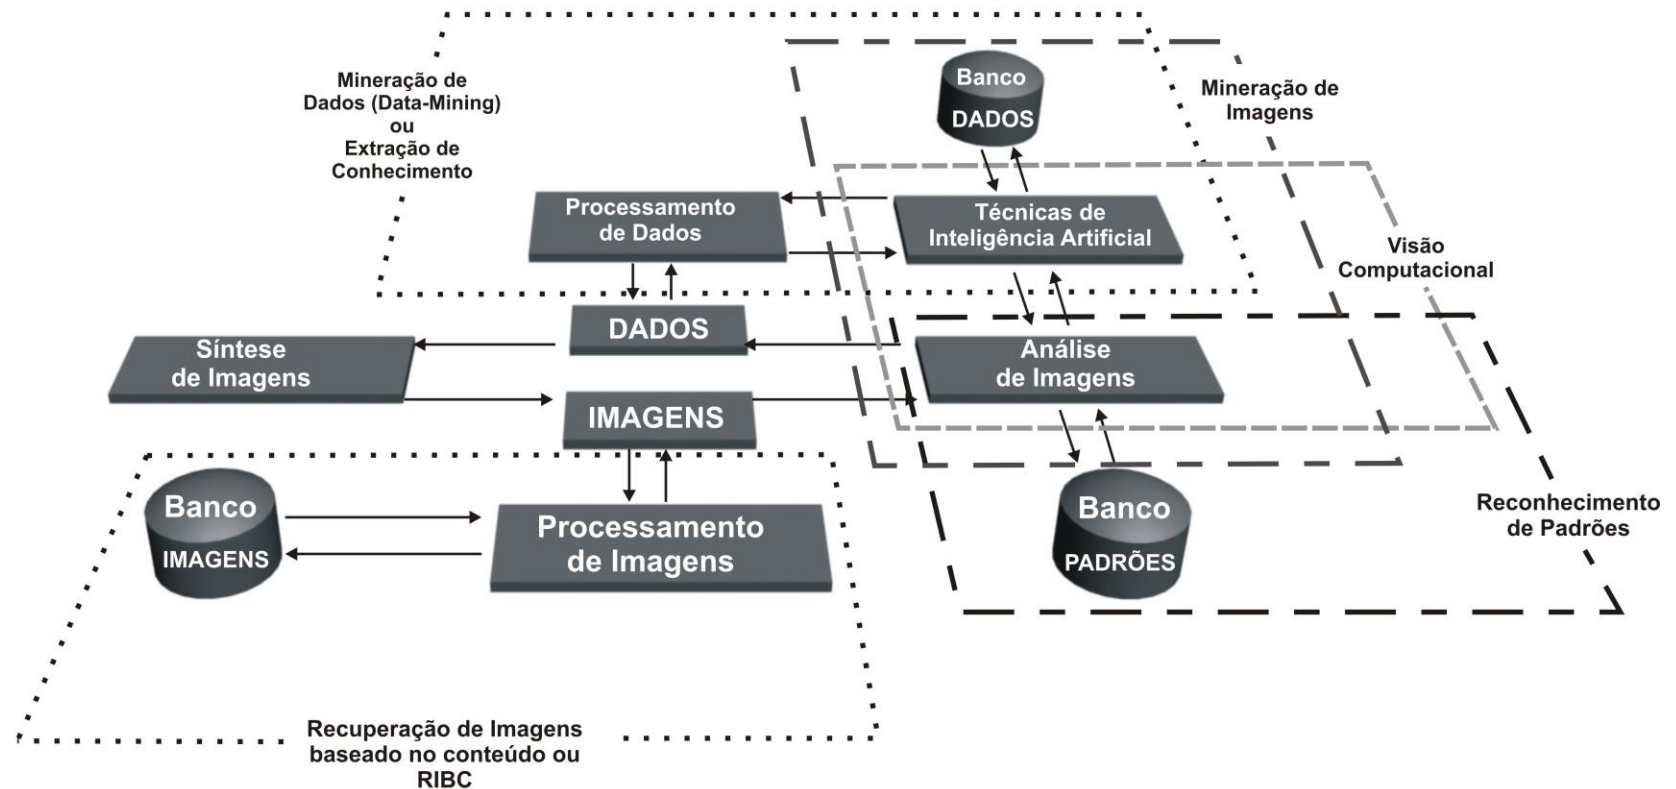 Mineração de
Dados (Data-Mining)
ou
Extração de
Conhecimento
Banco
DADOS
Mineração de
Imagens
Processamento
de Dados
Técnicas de
Inteligência Artificial
Visão
Computacional
DADOS
Síntese
de Imagens
Análise
de Imagens
IMAGENS
Banco
IMAGENS
Processamento
de Imagens
Banco
PADRÕES
Reconhecimento
de Padrões
Recuperação de Imagens
baseado no conteúdo ou
RIBC